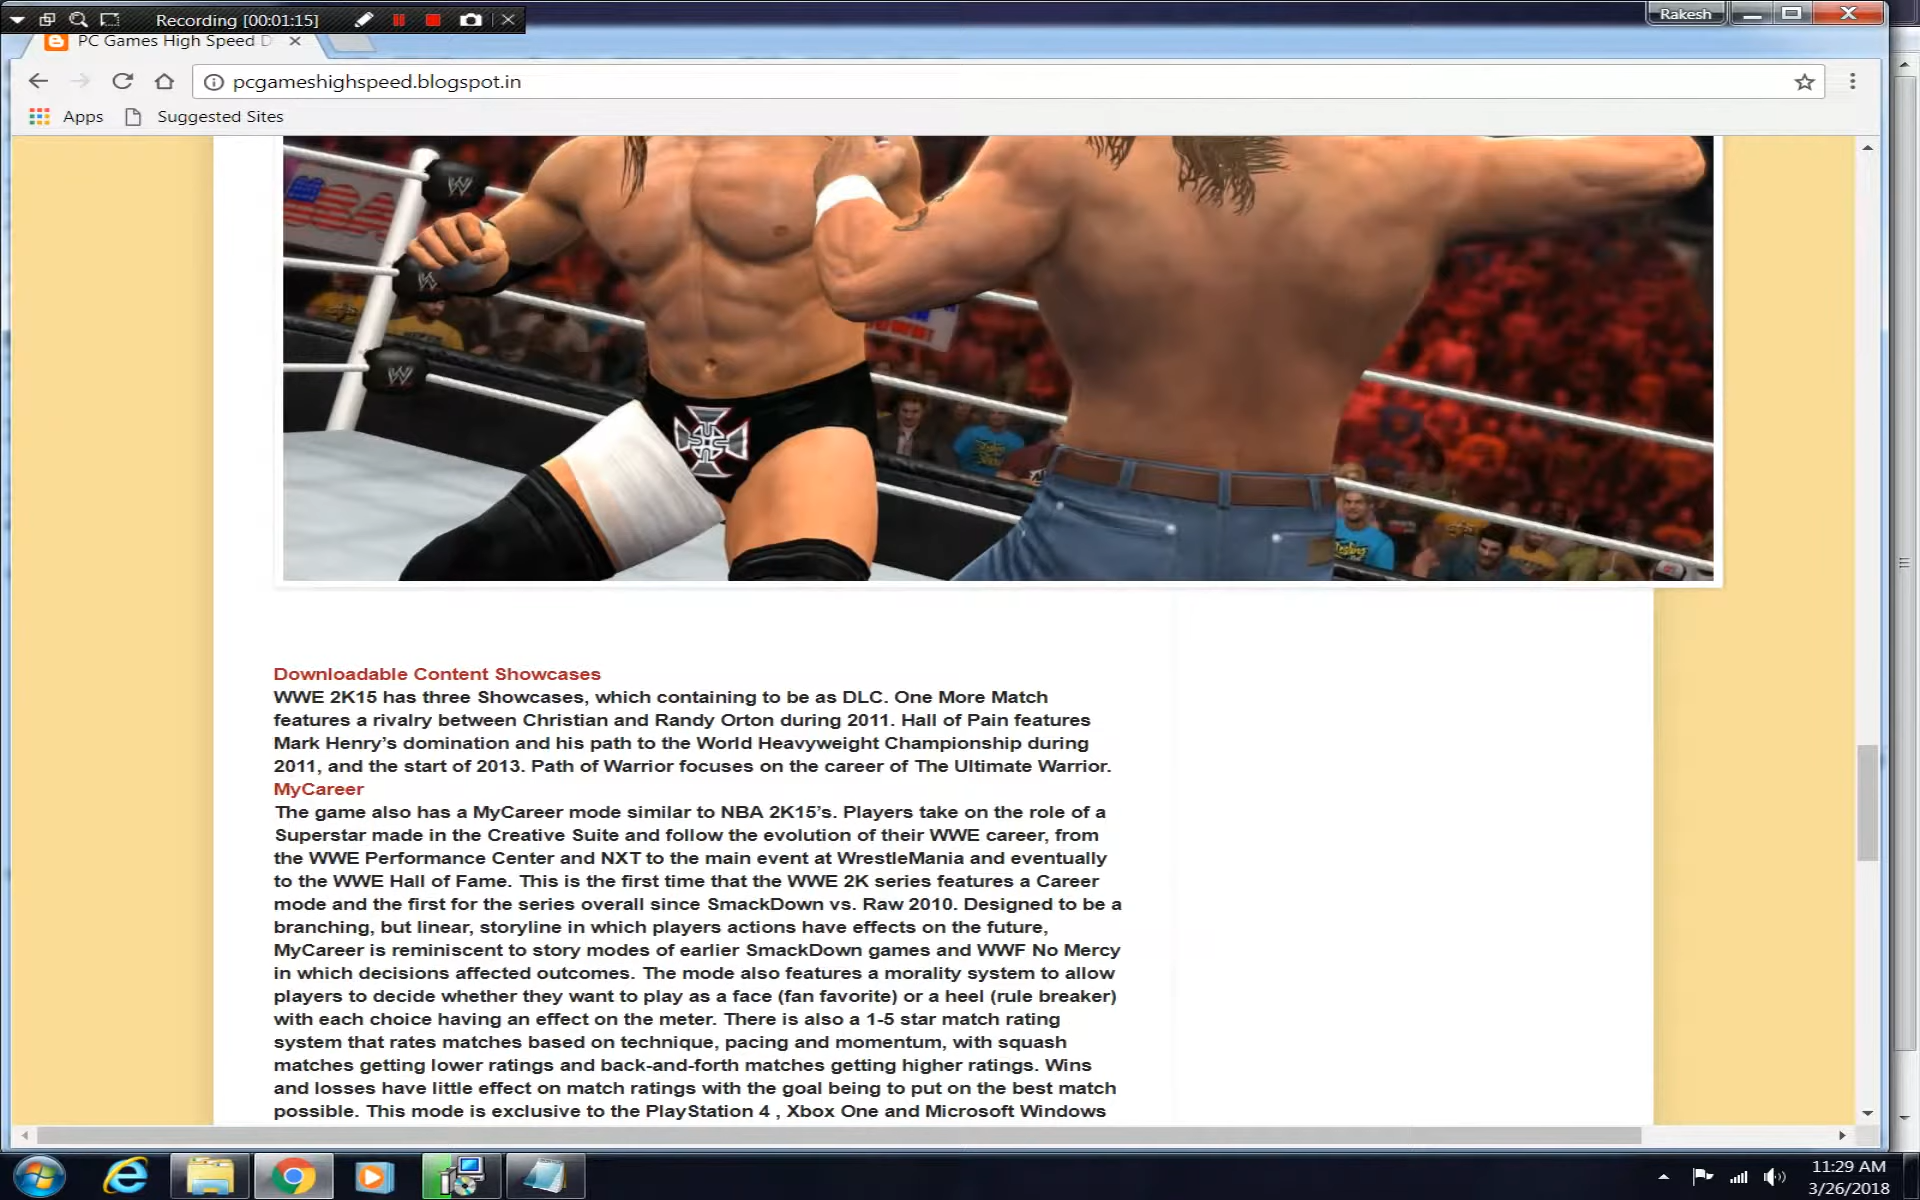 Recording [00:01:15]
Rakesh
PC Games High Speed D
pcgameshighspeed.blogspot.in
Apps
Suggested Sites
Downloadable Content Showcases
WWE 2K15 has three Showcases, which containing to be as DLC. One More Match
features a rivalry between Christian and Randy Orton during 2011. Hall of Pain features
Mark Henry’s domination and his path to the World Heavyweight Championship during
2011, and the start of 2013. Path of Warrior focuses on the career of The Ultimate Warrior.
MyCareer
The game also has a MyCareer mode similar to NBA 2K15’s. Players take on the role of a
Superstar made in the Creative Suite and follow the evolution of their WWE career, from
the WWE Performance Center and NXT to the main event at WrestleMania and eventually
to the WWE Hall of Fame. This is the first time that the WWE 2K series features a Career
mode and the first for the series overall since SmackDown vs. Raw 2010. Designed to be a
branching, but linear, storyline in which players actions have effects on the future,
MyCareer is reminiscent to story modes of earlier SmackDown games and WWF No Mercy
in which decisions affected outcomes. The mode also features a morality system to allow
players to decide whether they want to play as a face (fan favorite) or a heel (rule breaker)
with each choice having an effect on the meter. There is also a 1-5 star match rating
system that rates matches based on technique, pacing and momentum, with squash
matches getting lower ratings and back-and-forth matches getting higher ratings. Wins
and losses have little effect on match ratings with the goal being to put on the best match
possible. This mode is exclusive to the PlayStation 4 , Xbox One and Microsoft Windows
11:29 AM
3/26/2018